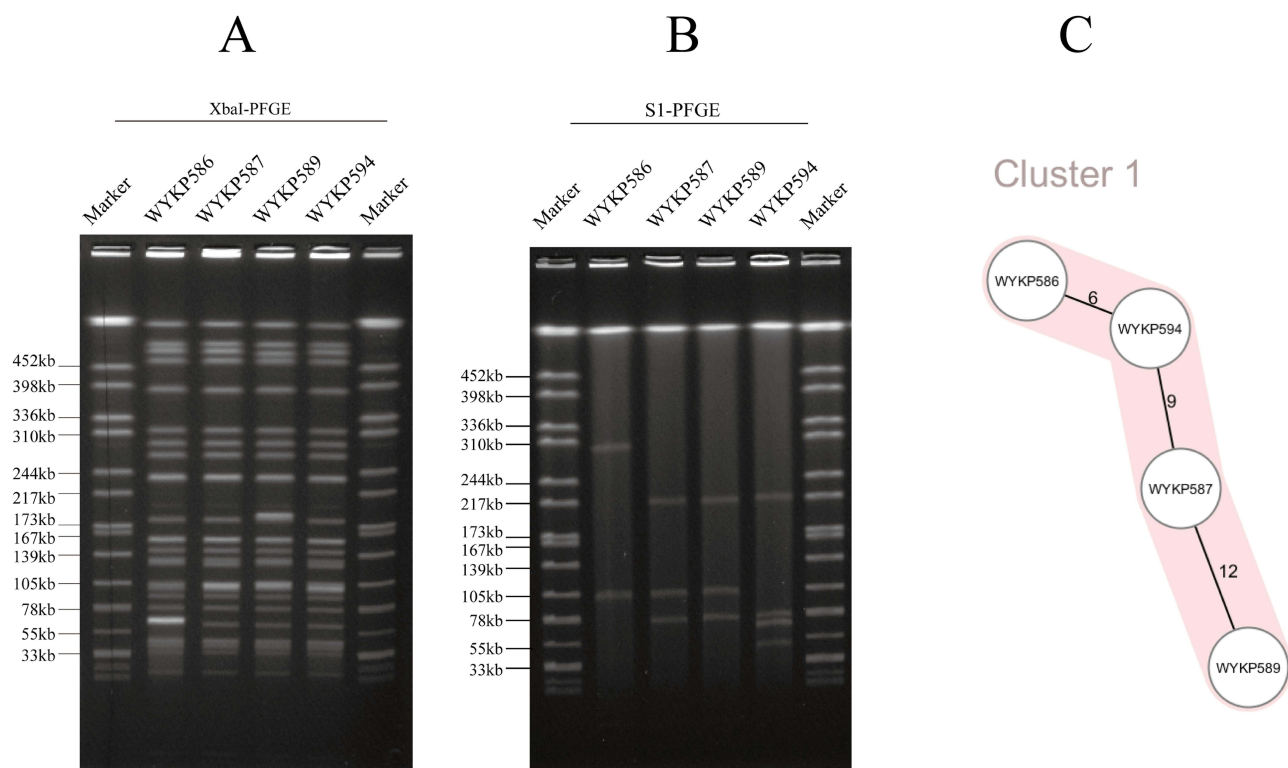 A
B
C
XbaI-PFGE
Marker
WYKP586
WYKP587
WYKP589
WYKP594
Marker
452kb
398kb
336kb
310kb
244kb
217kb
173kb
167kb
139kb
105kb
78kb
55kb
33kb
S1-PFGE
Marker
WYKP586
WYKP587
WYKP589
WYKP594
Marker
452kb
398kb
336kb
310kb
244kb
217kb
173kb
167kb
139kb
105kb
78kb
55kb
33kb
Cluster 1
WYKP586
6
WYKP594
9
WYKP587
12
WYKP589